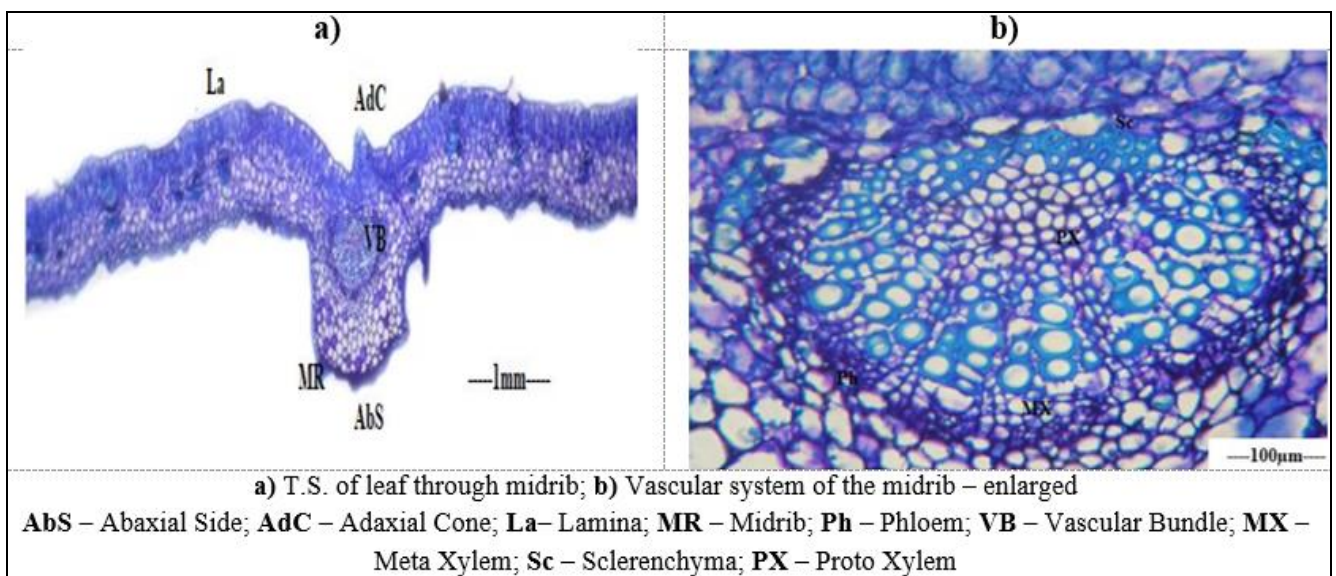 a)
b)
La
AdC
VB
MR
----1mm----
AbS
Sc
PX
Ph
MX
----100µm----
a) T.S. of leaf through midrib; b) Vascular system of the midrib – enlarged
AbS – Abaxial Side; AdC – Adaxial Cone; La– Lamina; MR – Midrib; Ph – Phloem; VB – Vascular Bundle; MX –
Meta Xylem; Sc – Sclerenchyma; PX – Proto Xylem